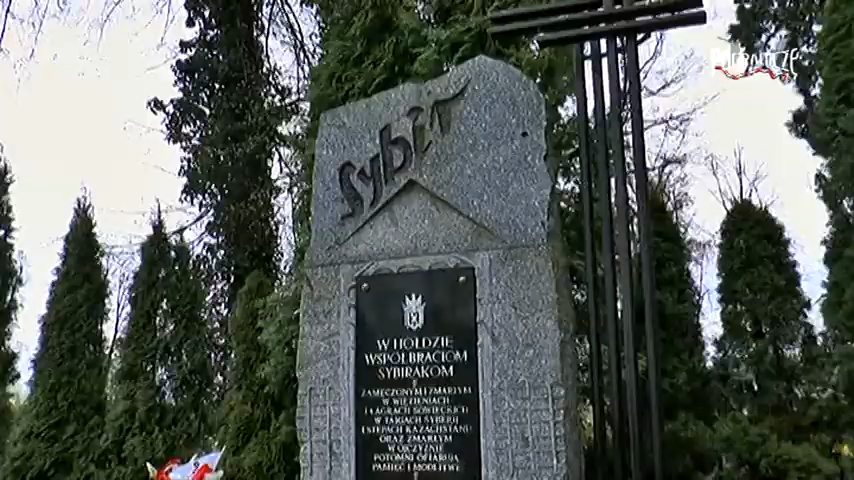 Sybir
W HOŁDZIE
WSPÓŁBRACIOM
SYBIRAKOM
ZAMĘCZONYM I ZMARŁYM
W WIĘZIENIACH
I ŁAGRACH SOWIECKICH
W TAJGACH SYBERII
I STEPACH KAZACHSTANU
ORAZ ZMARŁYM
W OJCZYŹNIE
POTOMNI OFIARUJĄ
PAMIĘĆ I MODLITWĘ